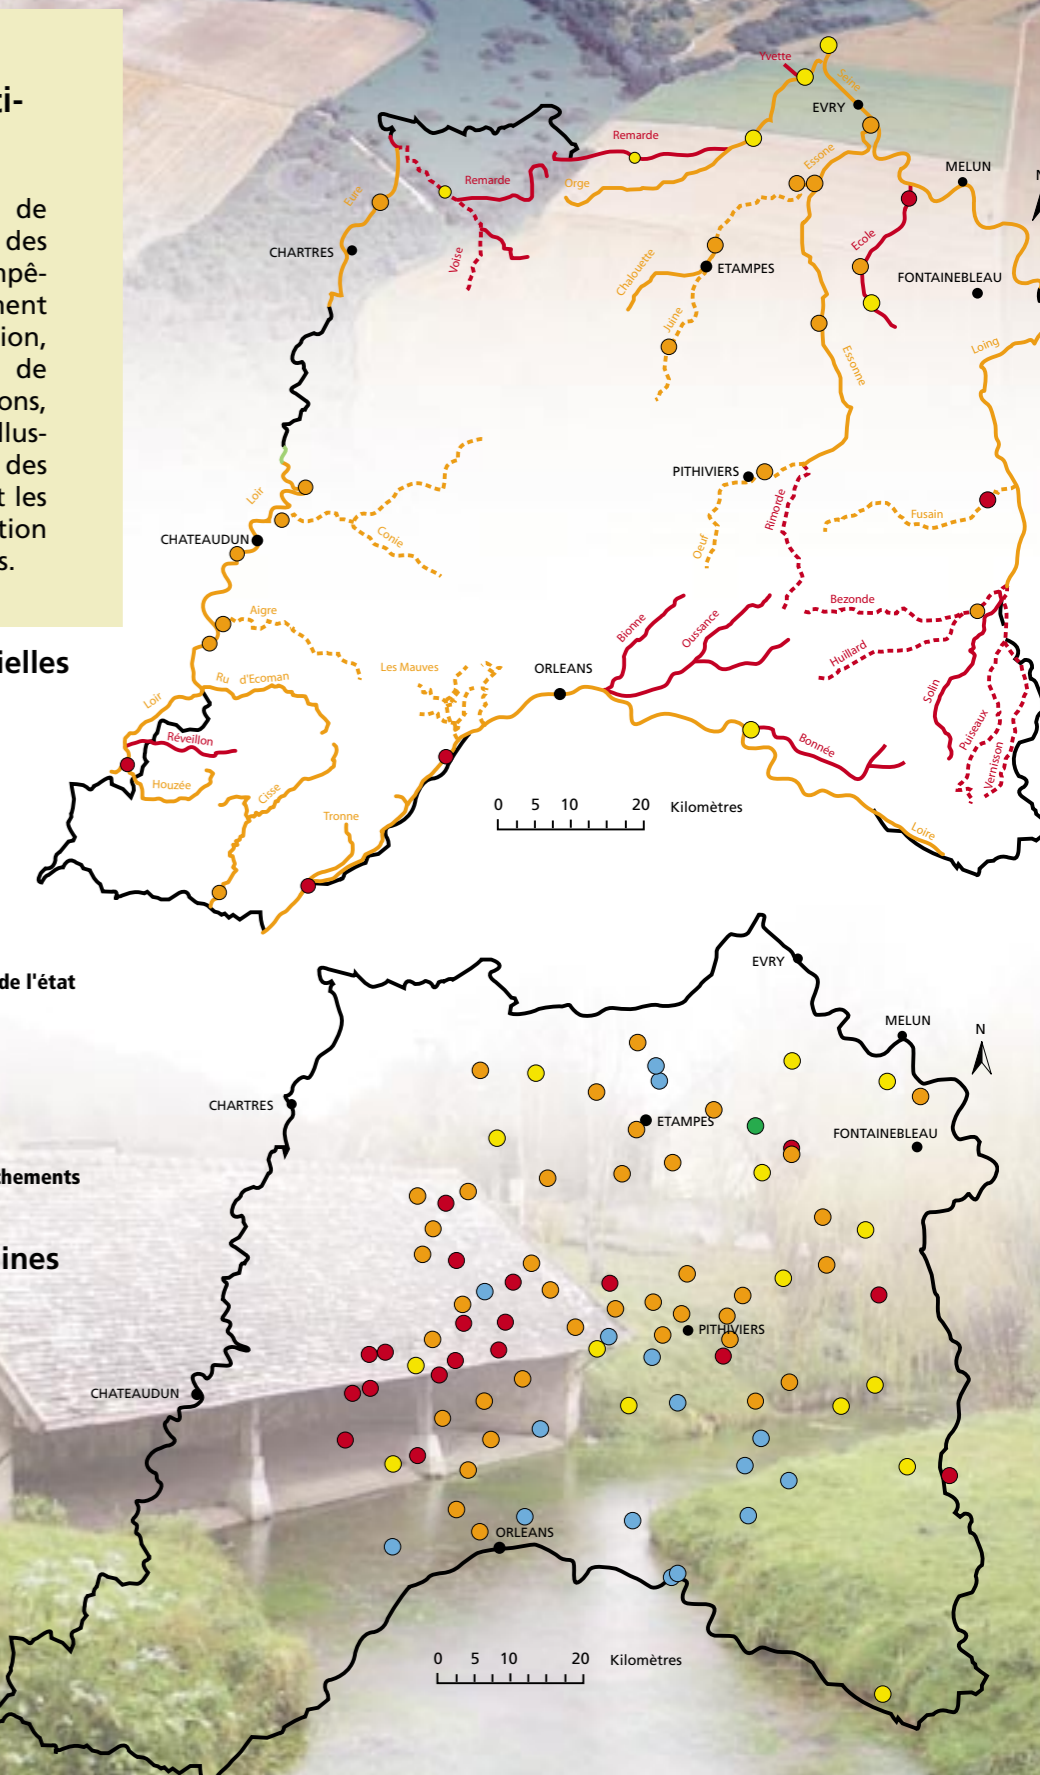 ti-
de
des
mpê-
ment
tion,
de
ons,
llus-
des
t les
tion
s.
ielles
de l'état
chements
ines
Yvette
Seine
EVRY
Remarde
Essone
MELUN
N
Remarde
Orge
Eure
Ecole
CHARTRES
Voise
Chalouette
ETAMPES
FONTAINEBLEAU
Juine
Essonne
Loing
PITHIVIERS
Rimorde
Loir
Conie
Fusain
CHATEAUDUN
Oeuf
Aigre
Bionne
Oussance
Bezonde
Huillard
Les Mauves
ORLEANS
Ru d'Ecoman
Loir
Solin
Puiseaux
Vernisson
Réveillon
Bonnée
Houzée
Cisse
Tronne
0 5 10 20 Kilomètres
Loire
EVRY
MELUN
N
CHARTRES
ETAMPES
FONTAINEBLEAU
PITHIVIERS
CHATEAUDUN
ORLEANS
0 5 10 20 Kilomètres